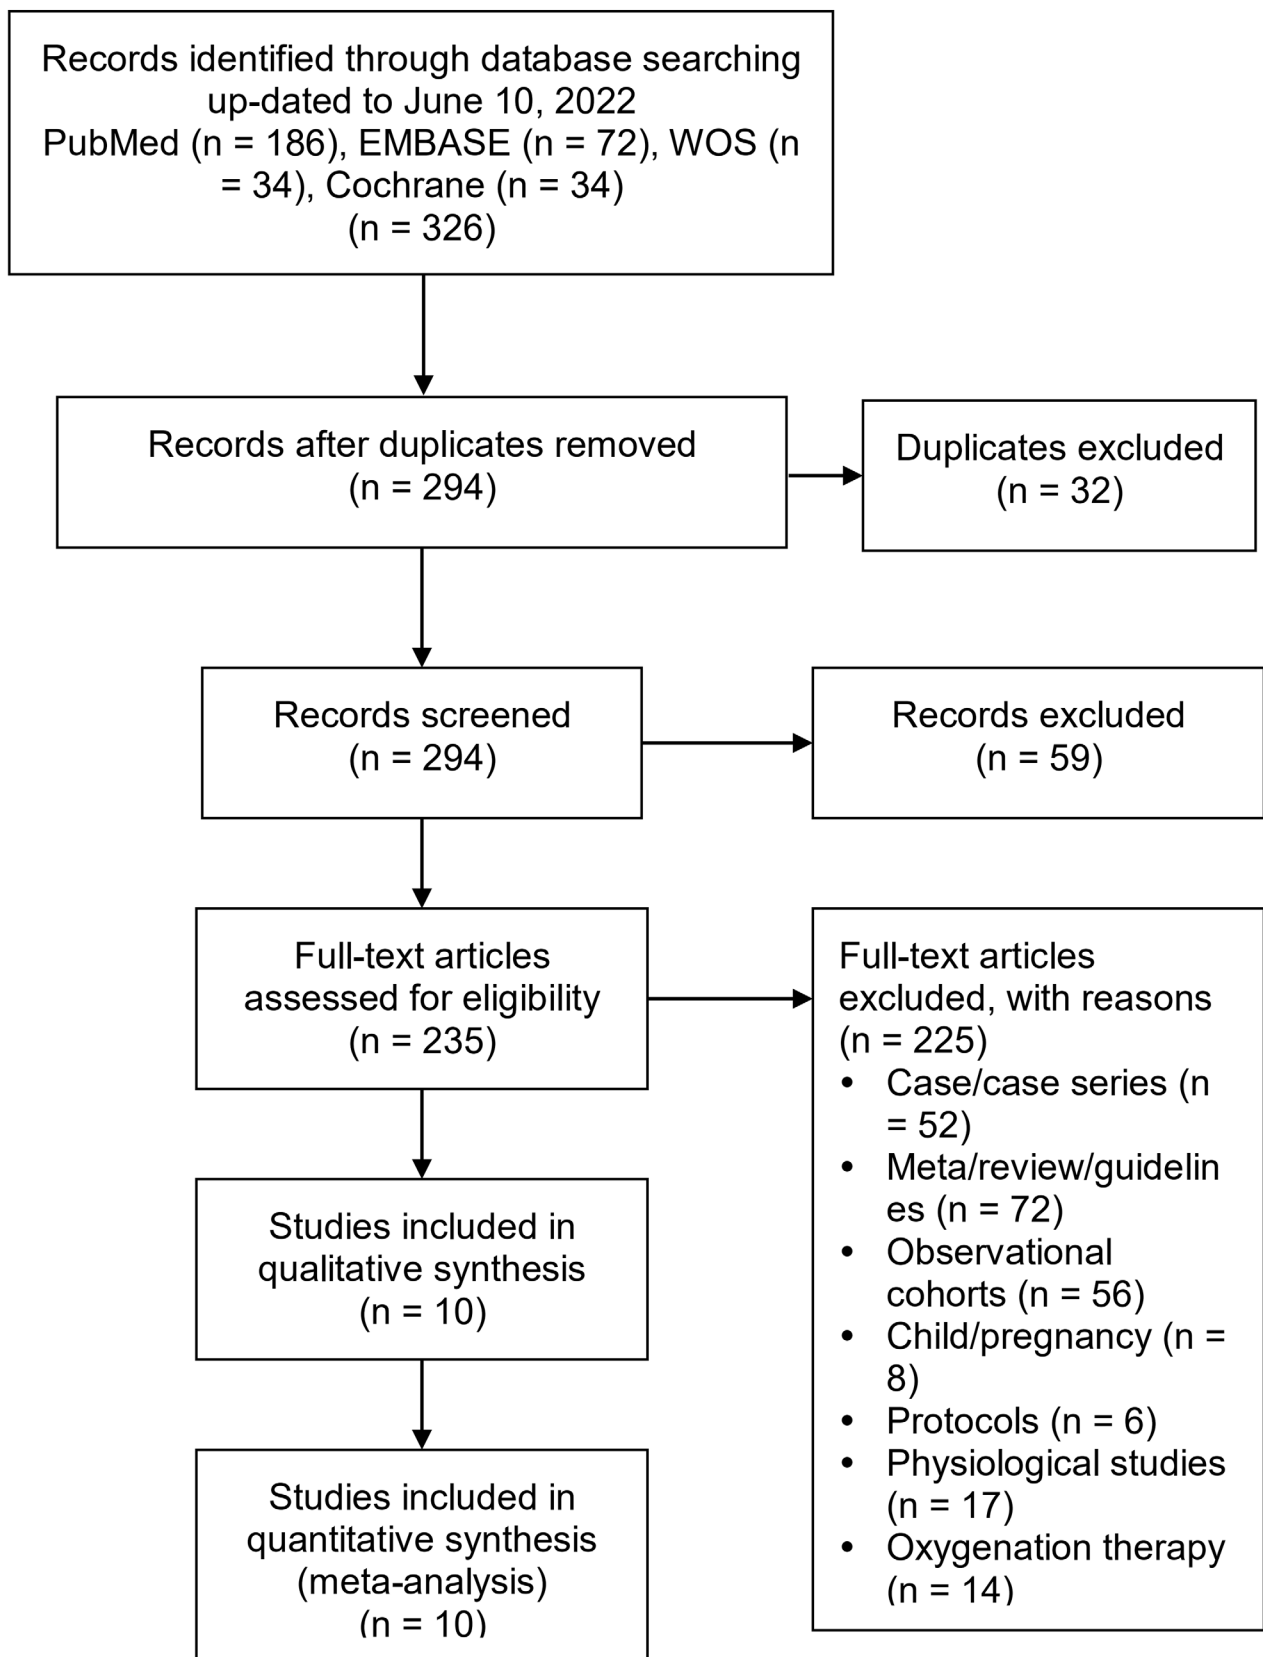 Records identified through database searching
up-dated to June 10, 2022
PubMed (n = 186), EMBASE (n = 72), WOS (n
= 34), Cochrane (n = 34)
(n = 326)
Records after duplicates removed
(n = 294)
Duplicates excluded
(n = 32)
Records screened
(n = 294)
Records excluded
(n = 59)
Full-text articles
assessed for eligibility
(n = 235)
Full-text articles
excluded, with reasons
(n = 225)
• Case/case series (n
= 52)
• Meta/review/guidelin
es (n = 72)
• Observational
cohorts (n = 56)
• Child/pregnancy (n =
8)
• Protocols (n = 6)
• Physiological studies
(n = 17)
• Oxygenation therapy
(n = 14)
Studies included in
qualitative synthesis
(n = 10)
Studies included in
quantitative synthesis
(meta-analysis)
(n = 10)